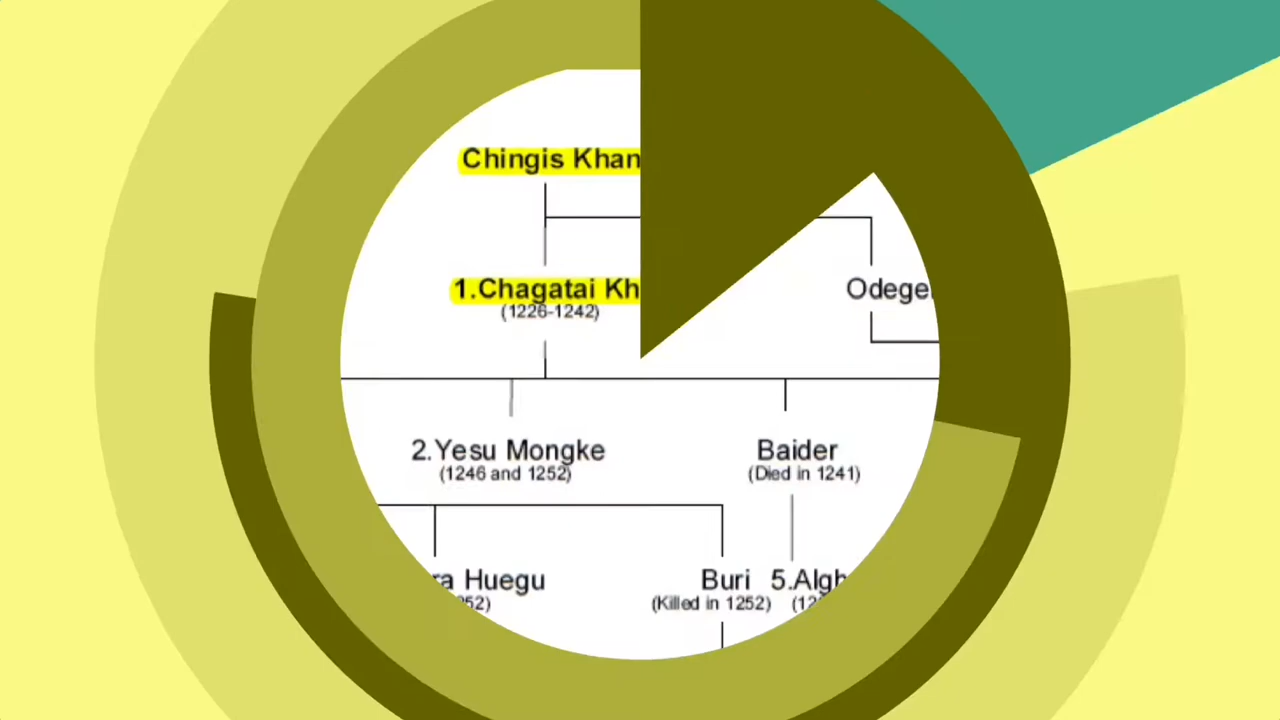 Chingis Khan
1.Chagatai Kh
(1226-1242)
Odege
2.Yesu Mongke
(1246 and 1252)
Baider
(Died in 1241)
Huegu
Buri
(Killed in 1252)
5.Algh